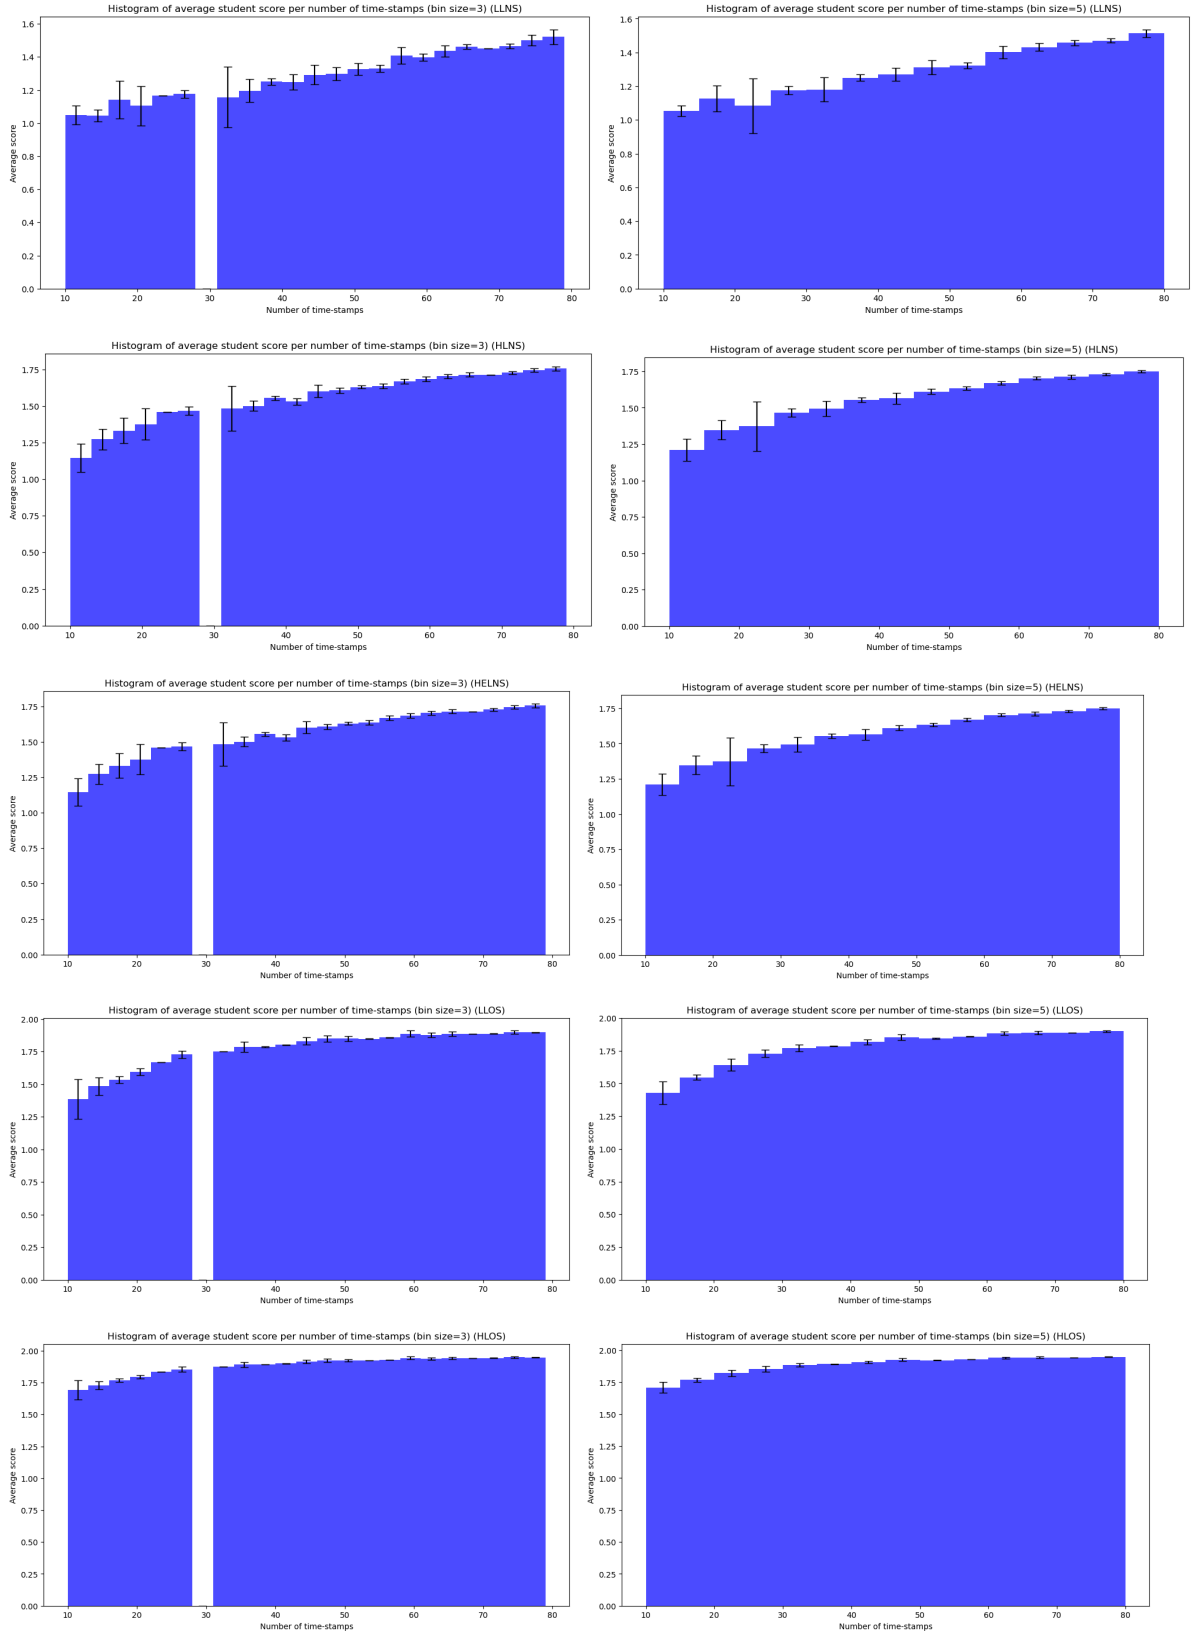 Histogram of average student score per number of time-stamps (bin size=3) (LLNS)
1.6
1.4
1.2
1.0
0.8
0.6
0.4
0.2
0.0
Average score
10 20 30 40 50 60 70 80
Number of time-stamps
Histogram of average student score per number of time-stamps (bin size=5) (LLNS)
1.6
1.4
1.2
1.0
0.8
0.6
0.4
0.2
0.0
Average score
10 20 30 40 50 60 70 80
Number of time-stamps
Histogram of average student score per number of time-stamps (bin size=3) (HLNS)
1.75
1.50
1.25
1.00
0.75
0.50
0.25
0.00
Average score
10 20 30 40 50 60 70 80
Number of time-stamps
Histogram of average student score per number of time-stamps (bin size=5) (HLNS)
1.75
1.50
1.25
1.00
0.75
0.50
0.25
0.00
Average score
10 20 30 40 50 60 70 80
Number of time-stamps
Histogram of average student score per number of time-stamps (bin size=3) (HELNS)
1.75
1.50
1.25
1.00
0.75
0.50
0.25
0.00
Average score
10 20 30 40 50 60 70 80
Number of time-stamps
Histogram of average student score per number of time-stamps (bin size=5) (HELNS)
1.75
1.50
1.25
1.00
0.75
0.50
0.25
0.00
Average score
10 20 30 40 50 60 70 80
Number of time-stamps
Histogram of average student score per number of time-stamps (bin size=3) (LLOS)
2.00
1.75
1.50
1.25
1.00
0.75
0.50
0.25
0.00
Average score
10 20 30 40 50 60 70 80
Number of time-stamps
Histogram of average student score per number of time-stamps (bin size=5) (LLOS)
2.00
1.75
1.50
1.25
1.00
0.75
0.50
0.25
0.00
Average score
10 20 30 40 50 60 70 80
Number of time-stamps
Histogram of average student score per number of time-stamps (bin size=3) (HLOS)
2.00
1.75
1.50
1.25
1.00
0.75
0.50
0.25
0.00
Average score
10 20 30 40 50 60 70 80
Number of time-stamps
Histogram of average student score per number of time-stamps (bin size=5) (HLOS)
2.00
1.75
1.50
1.25
1.00
0.75
0.50
0.25
0.00
Average score
10 20 30 40 50 60 70 80
Number of time-stamps